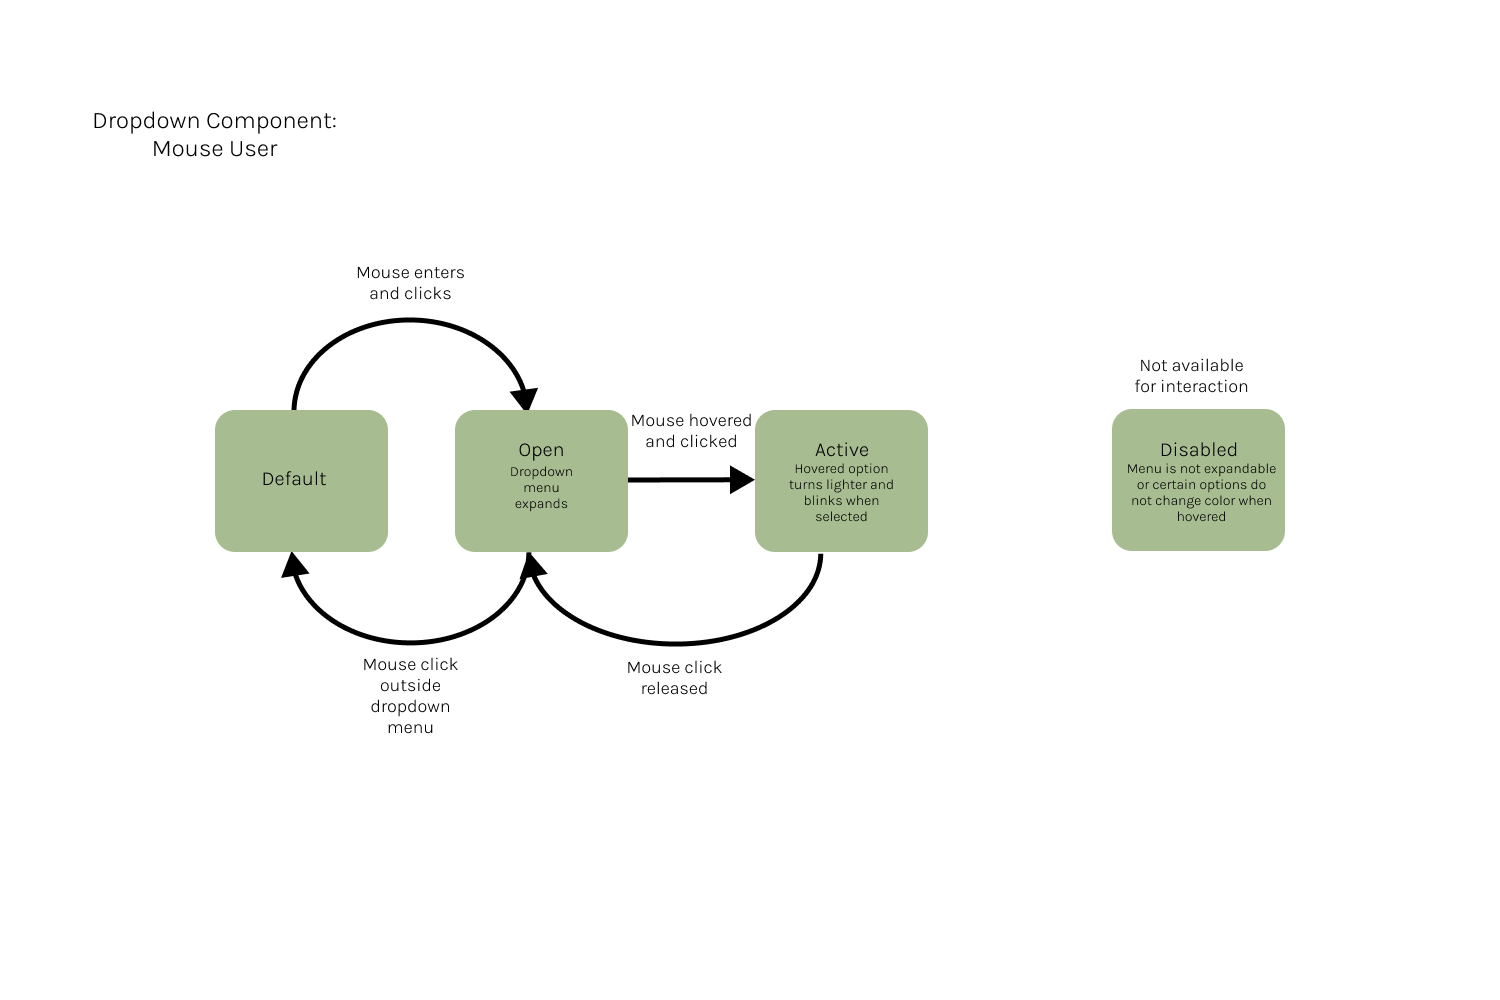 Dropdown Component:
Mouse User
Mouse enters
and clicks
Default
Open
Dropdown
menu
expands
Mouse hovered
and clicked
Active
Hovered option
turns lighter and
blinks when
selected
Mouse click
outside
dropdown
menu
Mouse click
released
Not available
for interaction
Disabled
Menu is not expandable
or certain options do
not change color when
hovered